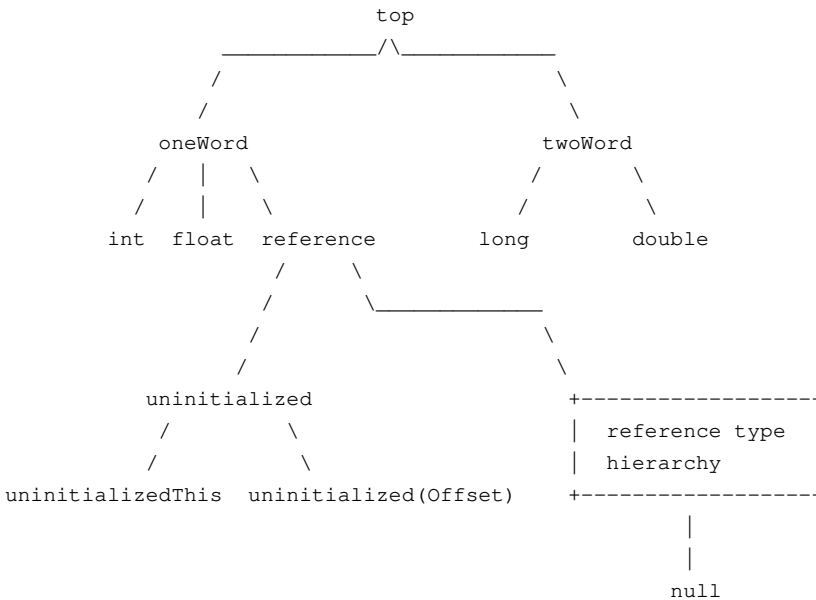 top
oneWord twoWord
int float reference long double
uninitialized
reference type
hierarchy
uninitializedThis uninitialized(Offset)
null